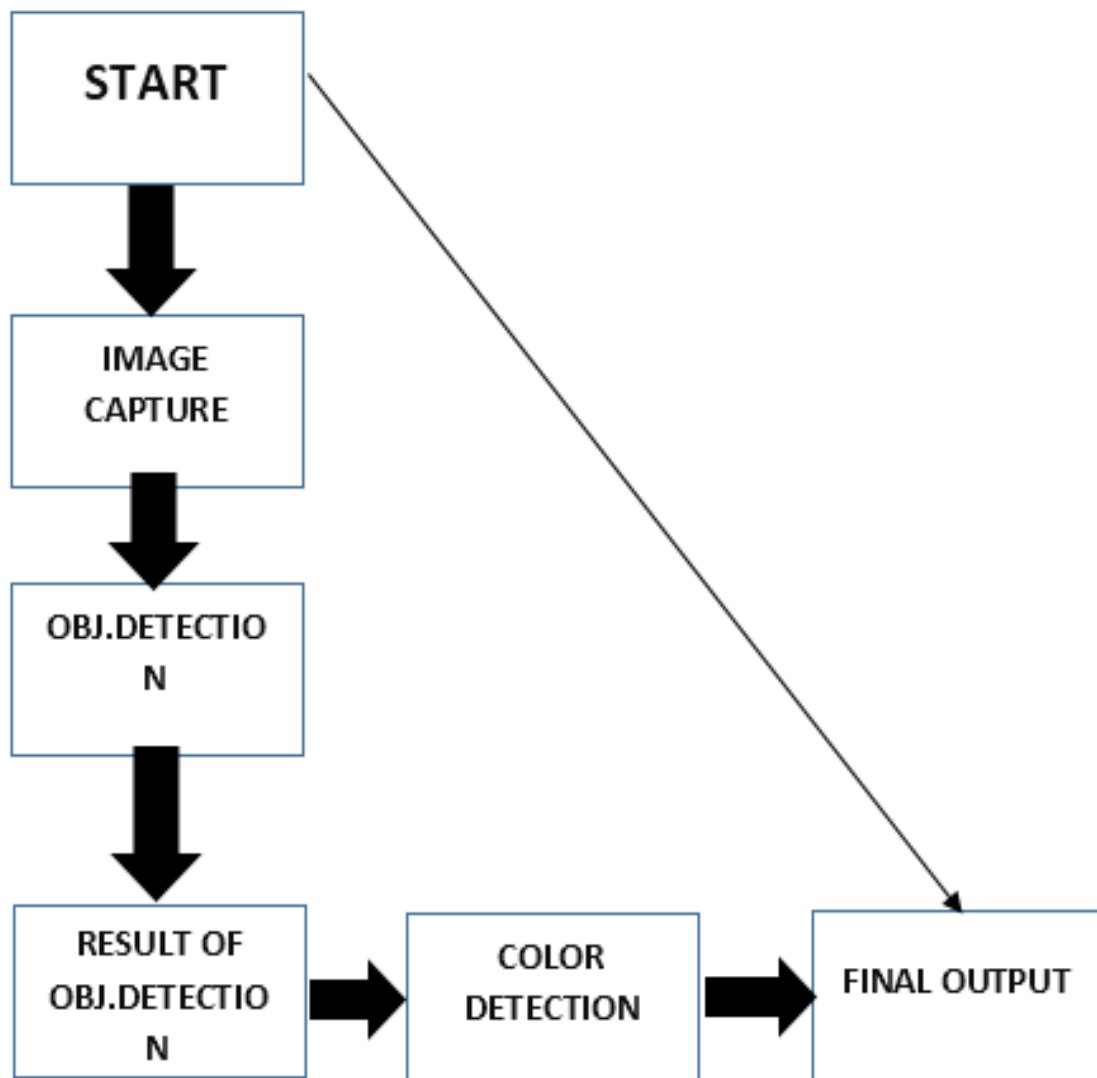 START
IMAGE
CAPTURE
OBJ.DETECTIO
N
RESULT OF
OBJ.DETECTIO
N
COLOR
DETECTION
FINAL OUTPUT